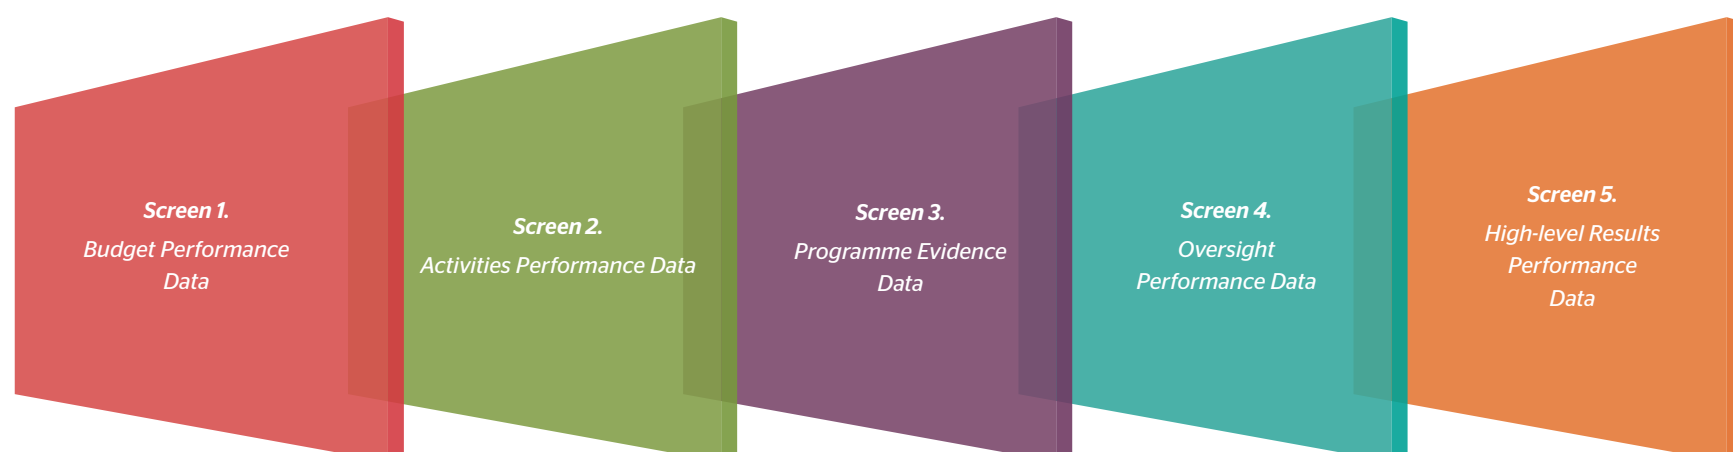 Screen 1.
Budget Performance
Data
Screen 2.
Activities Performance Data
Screen 3.
Programme Evidence
Data
Screen 4.
Oversight
Performance Data
Screen 5.
High-level Results
Performance
Data